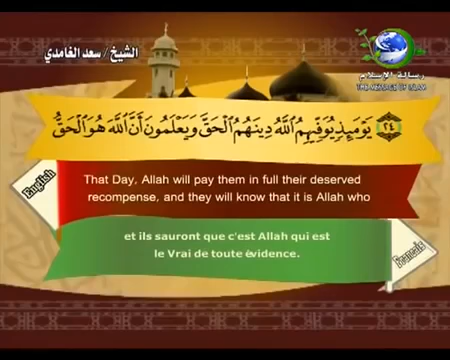 الشيخ / سعد الغامدي
رسالة الإسلام
THE MESSAGE OF ISLAM
٢٤ يَوْمَئِذٍ يُوَفِّيهِمُ اللَّهُ دِينَهُمُ الْحَقَّ وَيَعْلَمُونَ أَنَّ اللَّهَ هُوَ الْحَقُّ
English
That Day, Allah will pay them in full their deserved
recompense, and they will know that it is Allah who
et ils sauront que c'est Allah qui est
le Vrai de toute évidence.
Francais